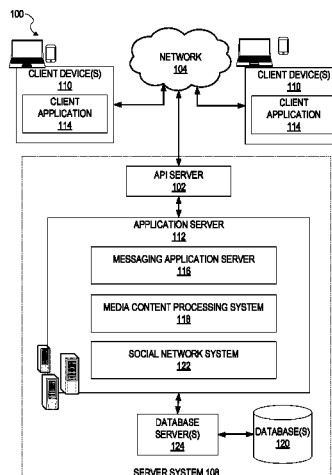 100
NETWORK
104
CLIENT DEVICE(S)
110
CLIENT APPLICATION
114
CLIENT DEVICE(S)
110
CLIENT APPLICATION
114
API SERVER
102
APPLICATION SERVER
112
MESSAGING APPLICATION SERVER
116
MEDIA CONTENT PROCESSING SYSTEM
118
SOCIAL NETWORK SYSTEM
122
DATABASE
SERVER(S)
124
DATABASE(S)
120
SERVER SYSTEM 108